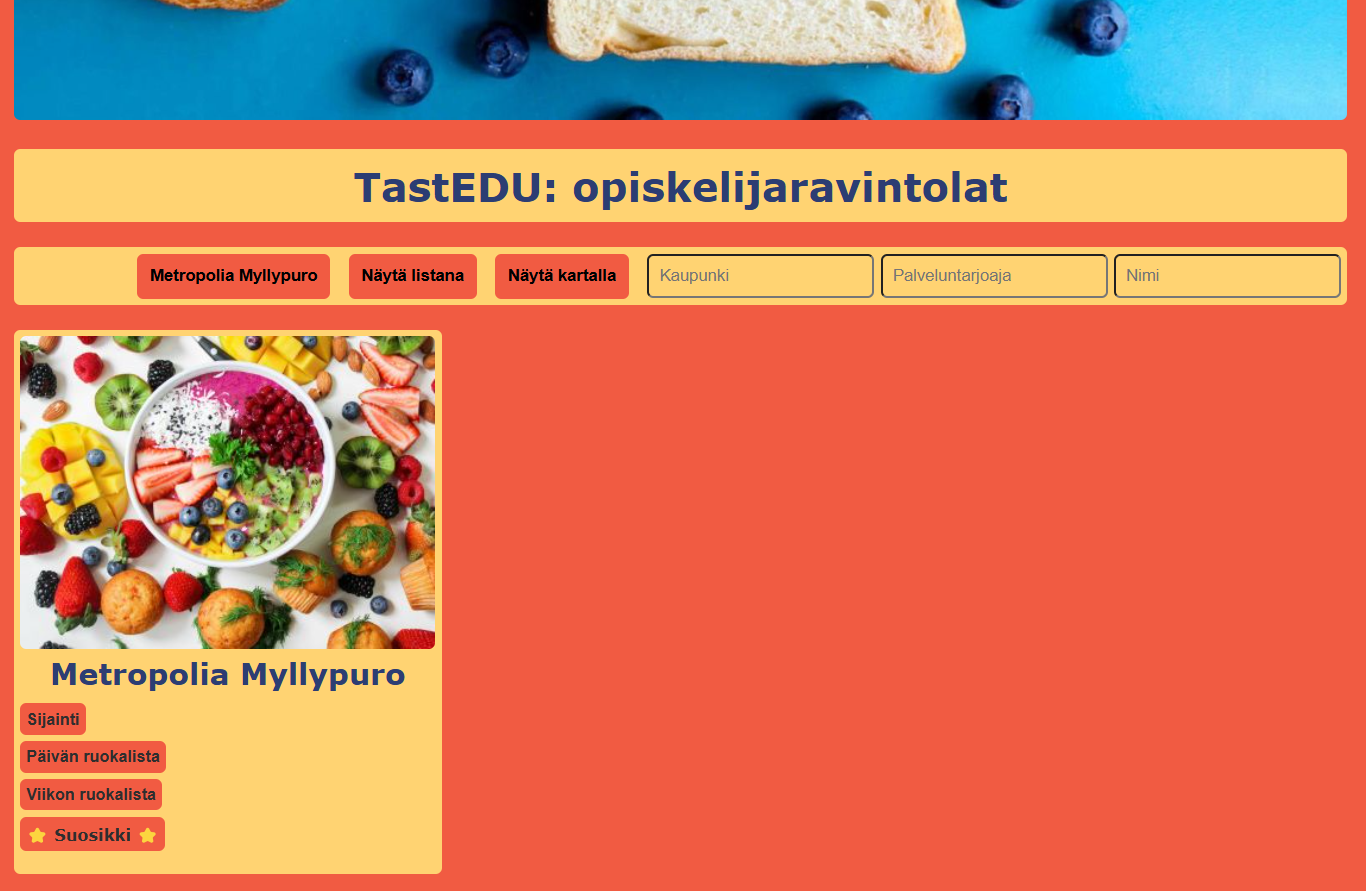 TastEDU: opiskelijaravintolat
Metropolia Myllypuro Näytä listana Näytä kartalla Kaupunki Palveluntarjoaja Nimi
Metropolia Myllypuro
Sijainti
Päivän ruokalista
Viikon ruokalista
Suosikki